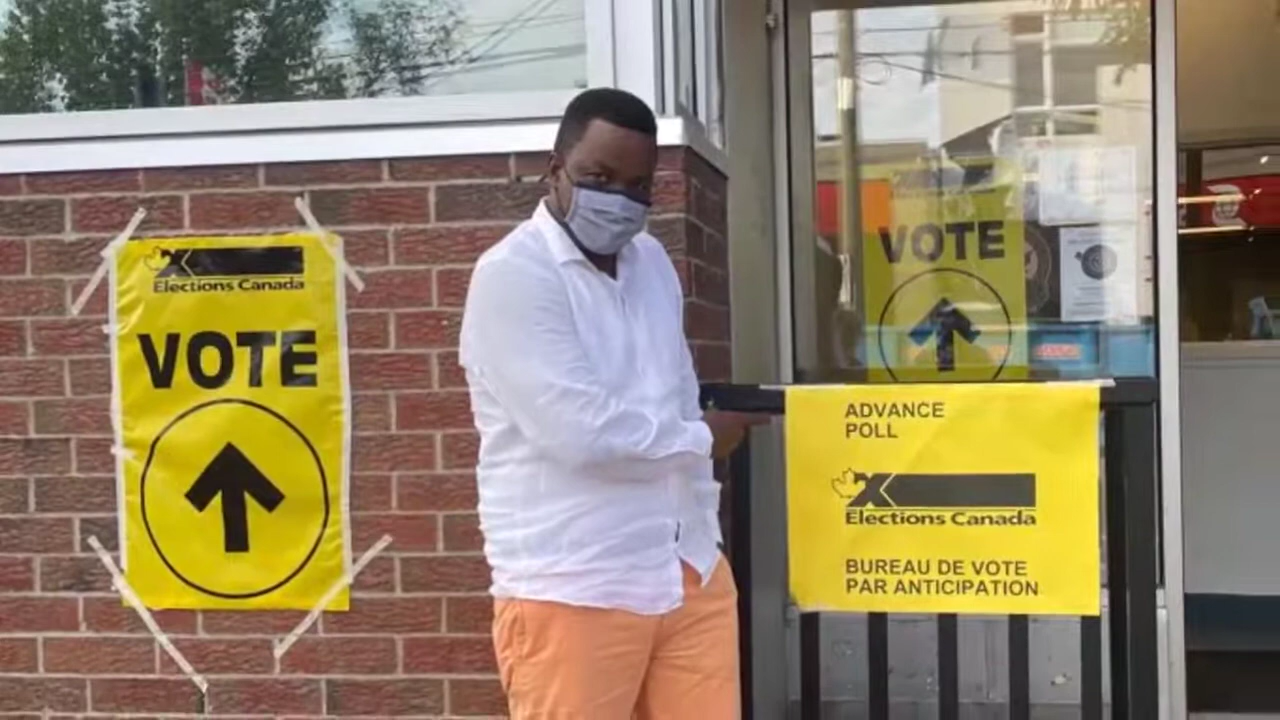 Elections Canada
VOTE
VOTE
ADVANCE
POLL
Elections Canada
BUREAU DE VOTE
PAR ANTICIPATION